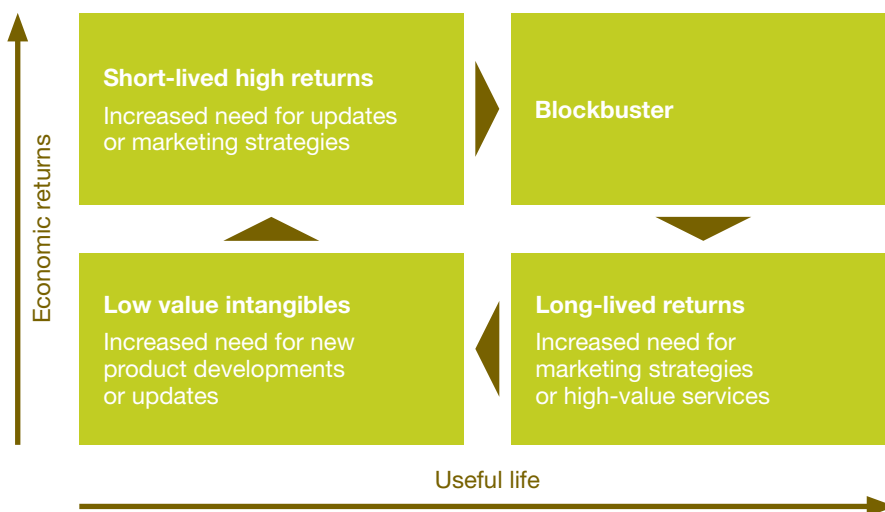 Economic returns
Short-lived high returns
Increased need for updates
or marketing strategies
Blockbuster
Low value intangibles
Increased need for new
product developments
or updates
Long-lived returns
Increased need for
marketing strategies
or high-value services
Useful life